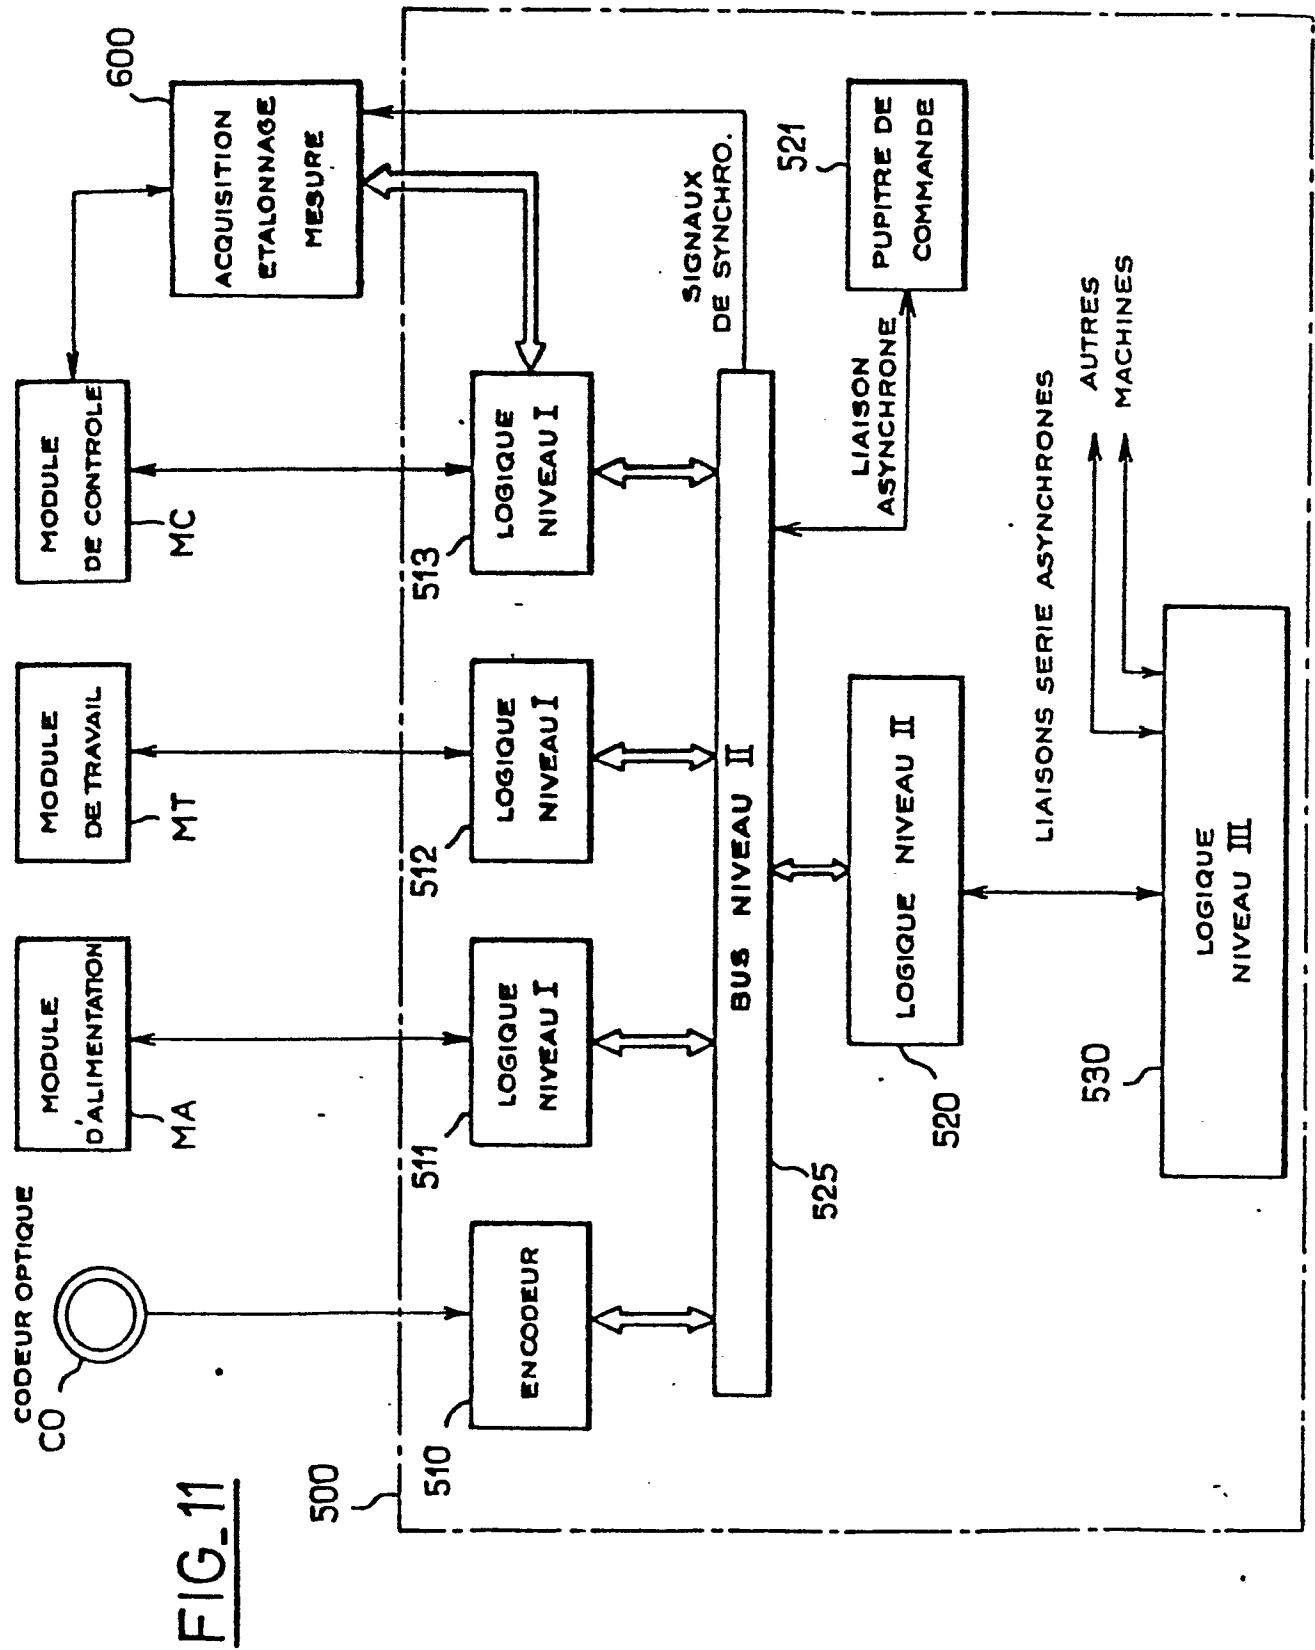 CODEUR OPTIQUE
CO
MODULE
D'ALIMENTATION
MA
MODULE
DE TRAVAIL
MT
MODULE
DE CONTROLE
MC
600
ACQUISITION
ETALONNAGE
MESURE
FIG_11
500
510
ENCODEUR
511
LOGIQUE
NIVEAU I
512
LOGIQUE
NIVEAU I
513
LOGIQUE
NIVEAU I
SIGNAUX
DE SYNCHRO.
BUS NIVEAU II
525
LIAISON
ASYNCHRONE
521
PUPITRE DE
COMMANDE
520
LOGIQUE NIVEAU II
LIAISONS SERIE ASYNCHRONES
AUTRES
MACHINES
530
LOGIQUE
NIVEAU III